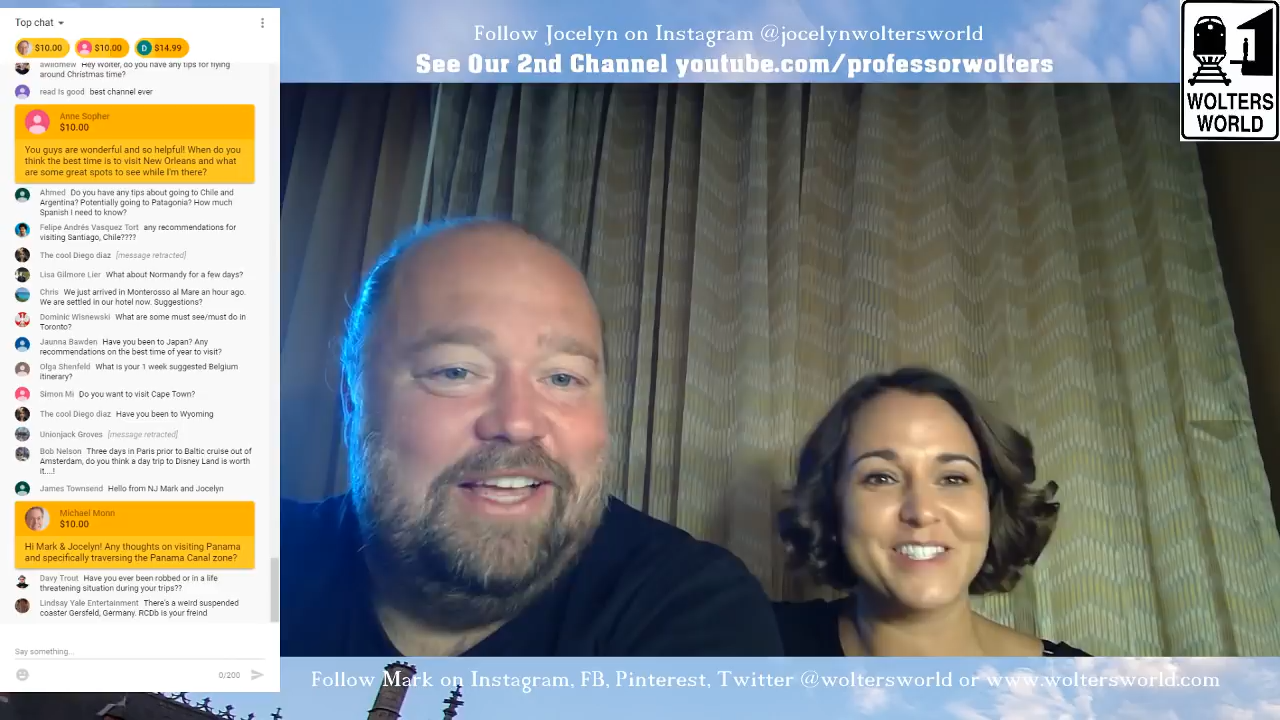 Top chat
$10.00 $10.00 D $14.99
awildmew Hey Wolter, do you have any tips for flying
around Christmas time?
read is good best channel ever
Anne Sopher
$10.00
You guys are wonderful and so helpful! When do you
think the best time is to visit New Orleans and what
are some great spots to see while I'm there?
Ahmed Do you have any tips about going to Chile and
Argentina? Potentially going to Patagonia? How much
Spanish I need to know?
Felipe Andrés Vasquez Tort any recommendations for
visiting Santiago, Chile????
The cool Diego diaz [message retracted]
Lisa Gilmore Lier What about Normandy for a few days?
Chris We just arrived in Monterosso al Mare an hour ago.
We are settled in our hotel now. Suggestions?
Dominic Wisnewski What are some must see/must do in
Toronto?
Jaunna Bawden Have you been to Japan? Any
recommendations on the best time of year to visit?
Olga Shenfeld What is your 1 week suggested Belgium
itinerary?
Simon Mi Do you want to visit Cape Town?
The cool Diego diaz Have you been to Wyoming
Unionjack Groves [message retracted]
Bob Nelson Three days in Paris prior to Baltic cruise out of
Amsterdam, do you think a day trip to Disney Land is worth
it....!
James Townsend Hello from NJ Mark and Jocelyn
Michael Monn
$10.00
Hi Mark & Jocelyn! Any thoughts on visiting Panama
and specifically traversing the Panama Canal zone?
Davy Trout Have you ever been robbed or in a life
threatening situation during your trips??
Lindsay Yale Entertainment There's a weird suspended
coaster Gersfeld, Germany. RCDb is your freind
Say something...
0/200
Follow Jocelyn on Instagram @jocelynwoltersworld
See Our 2nd Channel youtube.com/professorwolters
WOLTERS
WORLD
Follow Mark on Instagram, FB, Pinterest, Twitter @woltersworld or www.woltersworld.com